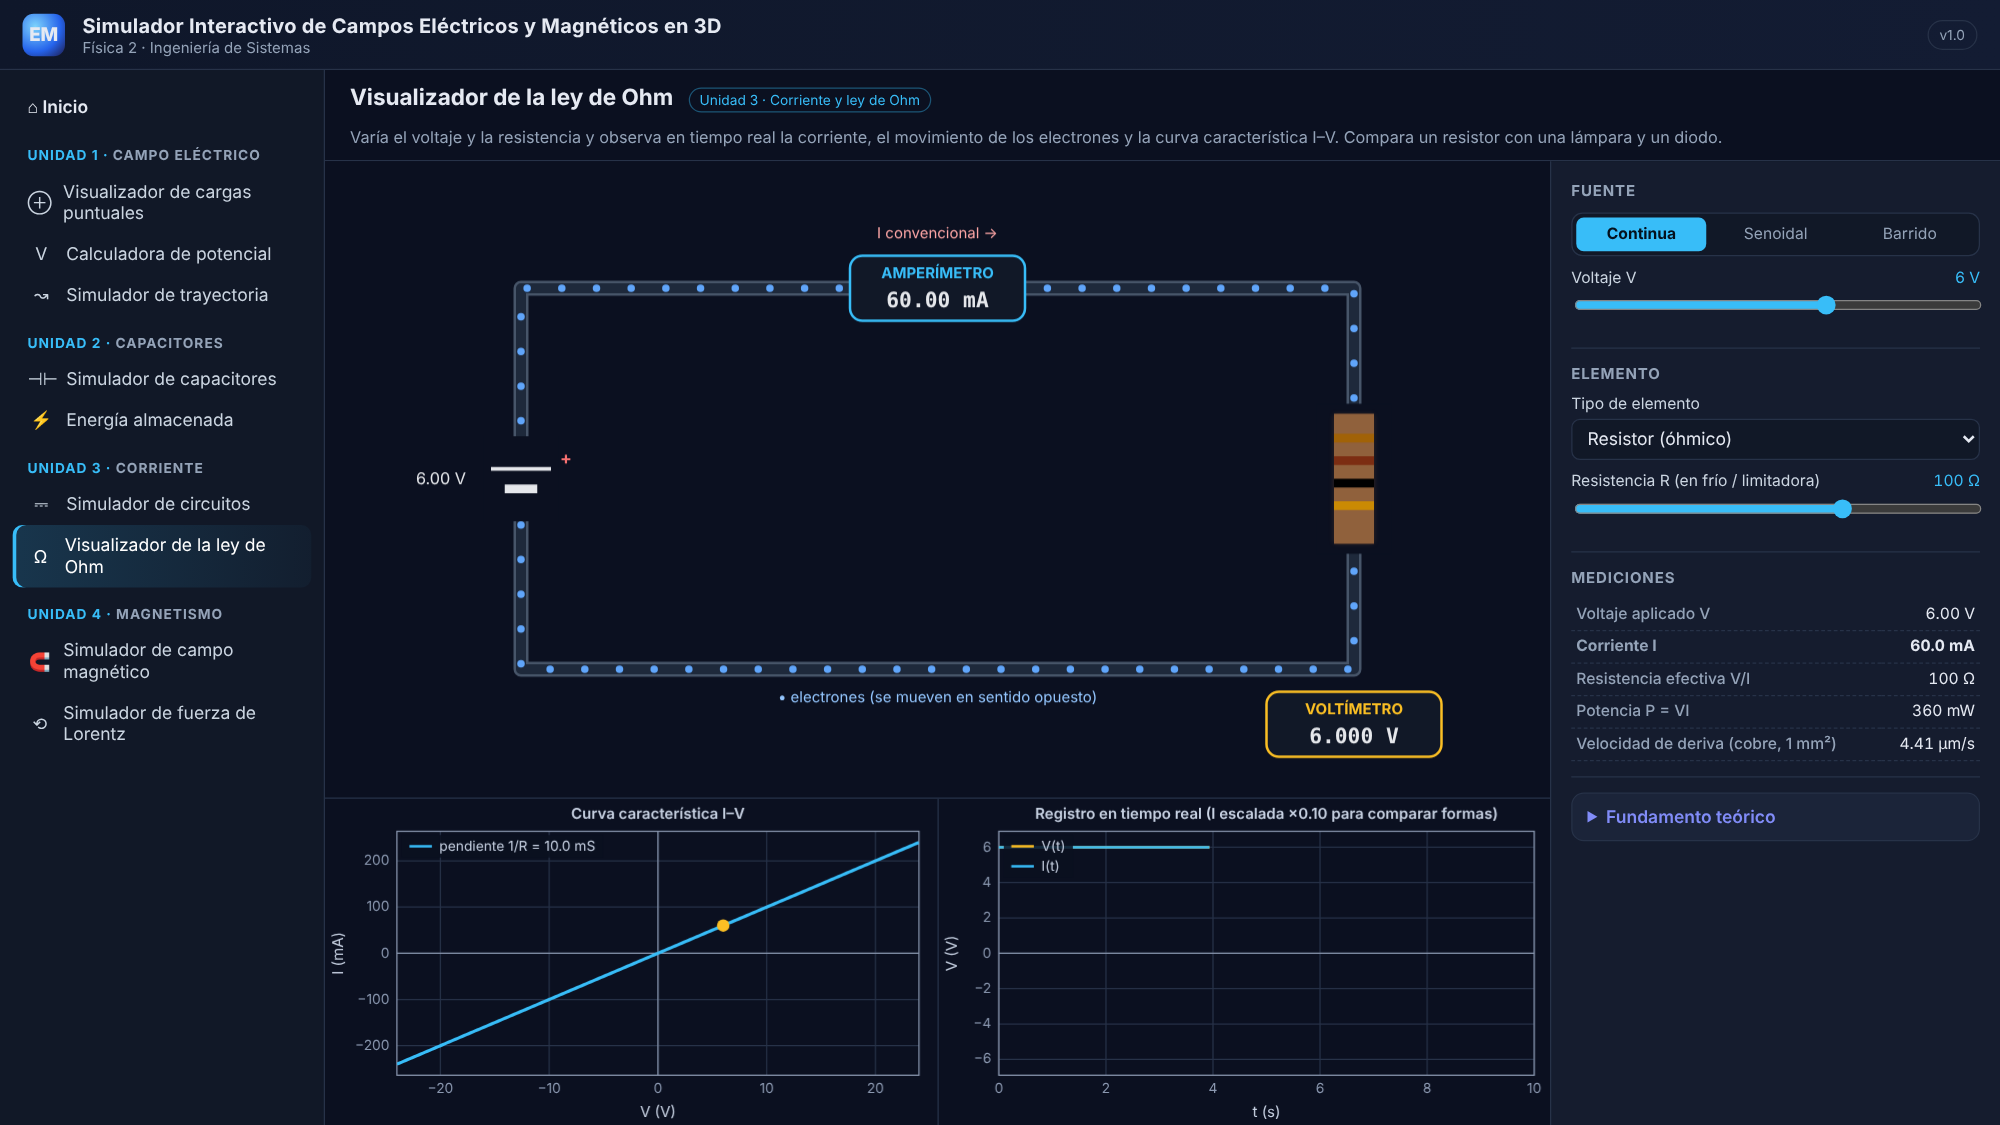 EM
Simulador Interactivo de Campos Eléctricos y Magnéticos en 3D
Física 2 · Ingeniería de Sistemas
v1.0
⌂ Inicio
UNIDAD 1 · CAMPO ELÉCTRICO
Visualizador de cargas
puntuales
V Calculadora de potencial
Simulador de trayectoria
UNIDAD 2 · CAPACITORES
Simulador de capacitores
⚡ Energía almacenada
UNIDAD 3 · CORRIENTE
Simulador de circuitos
Ω Visualizador de la ley de
Ohm
UNIDAD 4 · MAGNETISMO
Simulador de campo
magnético
Simulador de fuerza de
Lorentz
Visualizador de la ley de Ohm
Unidad 3 · Corriente y ley de Ohm
Varía el voltaje y la resistencia y observa en tiempo real la corriente, el movimiento de los electrones y la curva característica I–V. Compara un resistor con una lámpara y un diodo.
I convencional →
AMPERÍMETRO
60.00 mA
+
6.00 V
• electrones (se mueven en sentido opuesto)
VOLTÍMETRO
6.000 V
Curva característica I–V
pendiente 1/R = 10.0 mS
200
100
0
−100
−200
I (mA)
−20
−10
0
10
20
V (V)
Registro en tiempo real (I escalada ×0.10 para comparar formas)
V(t)
I(t)
6
4
2
0
−2
−4
−6
V (V)
0
2
4
6
8
10
t (s)
FUENTE
Continua
Senoidal
Barrido
Voltaje V
6 V
ELEMENTO
Tipo de elemento
Resistor (óhmico)
Resistencia R (en frío / limitadora)
100 Ω
MEDICIONES
Voltaje aplicado V 6.00 V
Corriente I 60.0 mA
Resistencia efectiva V/I 100 Ω
Potencia P = VI 360 mW
Velocidad de deriva (cobre, 1 mm²) 4.41 µm/s
▶ Fundamento teórico